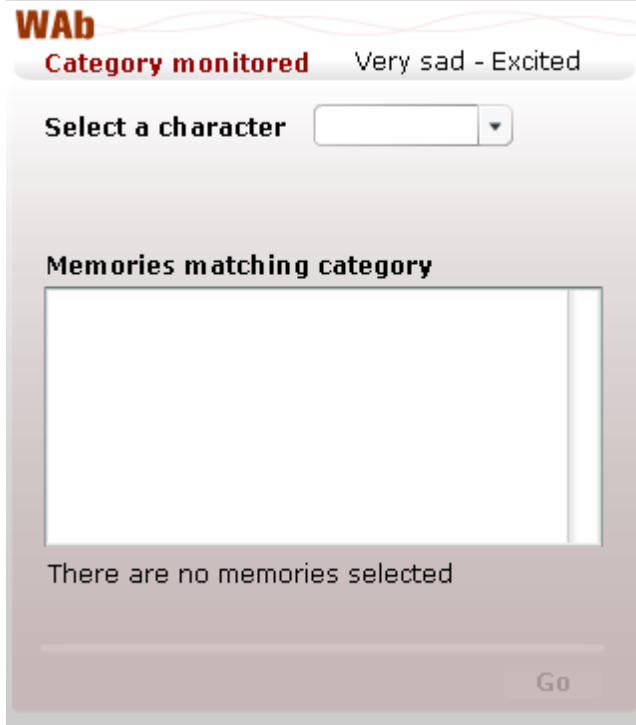 WAb
Category monitored Very sad - Excited
Select a character
Memories matching category
There are no memories selected
Go